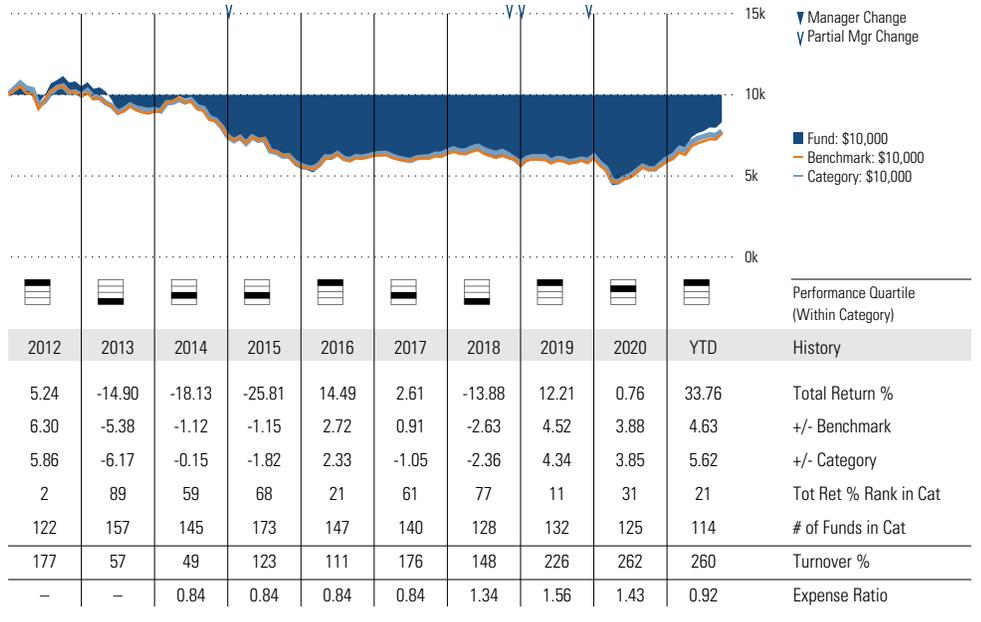 15k
▼ Manager Change
∨ Partial Mgr Change
10k
Fund: $10,000
Benchmark: $10,000
Category: $10,000
5k
0k
Performance Quartile
(Within Category)
2012 2013 2014 2015 2016 2017 2018 2019 2020 YTD History
5.24 -14.90 -18.13 -25.81 14.49 2.61 -13.88 12.21 0.76 33.76 Total Return %
6.30 -5.38 -1.12 -1.15 2.72 0.91 -2.63 4.52 3.88 4.63 +/- Benchmark
5.86 -6.17 -0.15 -1.82 2.33 -1.05 -2.36 4.34 3.85 5.62 +/- Category
2 89 59 68 21 61 77 11 31 21 Tot Ret % Rank in Cat
122 157 145 173 147 140 128 132 125 114 # of Funds in Cat
177 57 49 123 111 176 148 226 262 260 Turnover %
– – 0.84 0.84 0.84 0.84 1.34 1.56 1.43 0.92 Expense Ratio